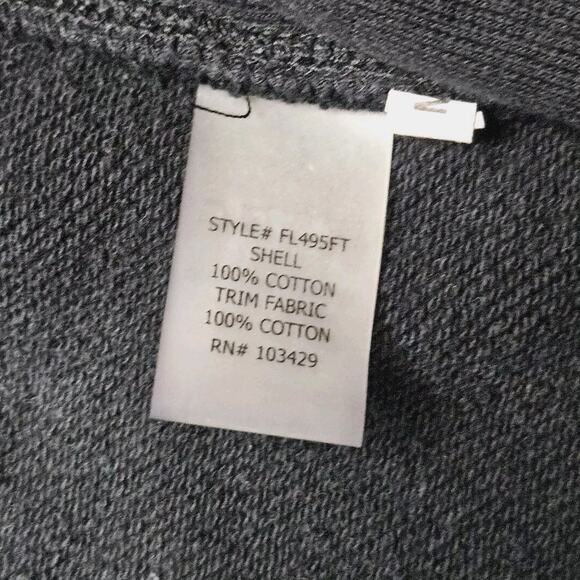 M
STYLE# FL495FT
SHELL
100% COTTON
TRIM FABRIC
100% COTTON
RN# 103429